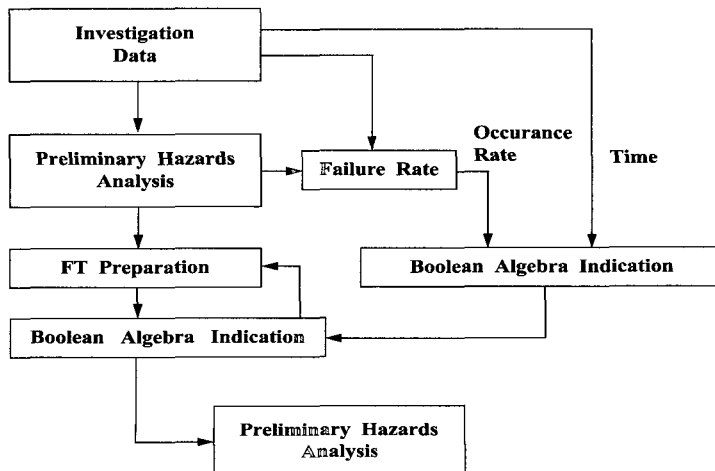 Investigation
Data
Preliminary Hazards
Analysis
Failure Rate
Occurance
Rate
Time
FT Preparation
Boolean Algebra Indication
Boolean Algebra Indication
Preliminary Hazards
Analysis